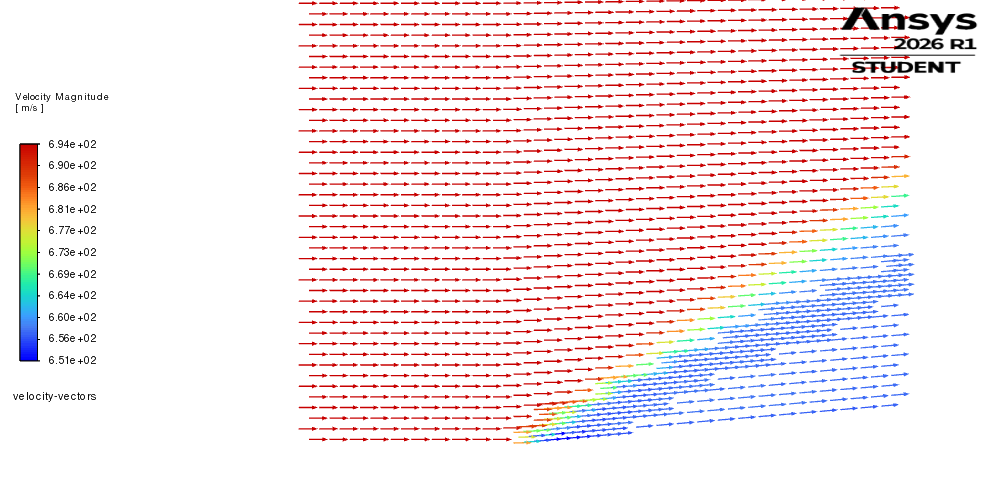 Ansys
2026 R1
STUDENT
Velocity Magnitude
[ m/s ]
6.94e+02
6.90e+02
6.86e+02
6.81e+02
6.77e+02
6.73e+02
6.69e+02
6.64e+02
6.60e+02
6.56e+02
6.51e+02
velocity-vectors